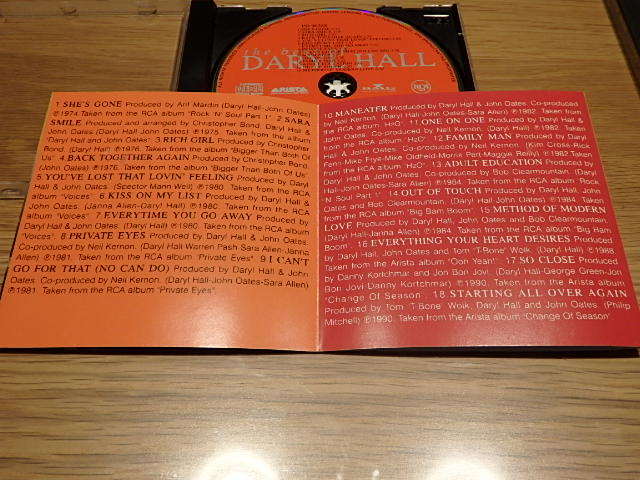 the best of
DARYL HALL
ARISTA
BMG
RCA
1 SHE'S GONE Produced by Arif Mardin (Daryl Hall-John Oates)
℗1974.Taken from the RCA album "Rock 'N' Soul Part 1" 2 SARA
SMILE Produced and arranged by Christopher Bond, Daryl Hall &
John Oates (Daryl Hall-John Oates) ℗1975. Taken from the album
"Daryl Hall and John Oates" 3 RICH GIRL Produced by Christopher
Bond. (Daryl Hall) ℗1976. Taken from the album "Bigger Than Both Of
Us" 4 BACK TOGETHER AGAIN Produced by Christopher Bond.
(John Oates) ℗1976. Taken from the album "Bigger Than Both Of Us"
5 YOU'VE LOST THAT LOVIN' FEELING Produced by Daryl
Hall & John Oates. (Spector-Mann-Weil) ℗1980. Taken from the RCA
album "Voices" 6 KISS ON MY LIST Produced by Daryl Hall &
John Oates. (Janna Allen-Daryl Hall) ℗1980. Taken from the RCA album
"Voices". 7 EVERYTIME YOU GO AWAY Produced by Daryl
Hall & John Oates. (Daryl Hall) ℗1980. Taken from the RCA album
"Voices" 8 PRIVATE EYES Produced by Daryl Hall & John Oates.
Co-produced by Neil Kernon. (Daryl Hall-Warren Pash-Sara Allen-Janna
Allen) ℗1981. Taken from the RCA album "Private Eyes" 9 I CAN'T
GO FOR THAT (NO CAN DO) Produced by Daryl Hall & John
Oates. Co-produced by Neil Kernon. (Daryl Hall-John Oates-Sara Allen)
℗1981. Taken from the RCA album "Private Eyes"
10 MANEATER Produced by Daryl Hall & John Oates. Co-produced
by Neil Kernon. (Daryl Hall-John Oates-Sara Allen) ℗1982. Taken from
the RCA album "H₂O" 11 ONE ON ONE Produced by Daryl Hall &
John Oates. Co-produced by Neil Kernon. (Daryl Hall) ℗1982. Taken
from the RCA album "H₂O" 12 FAMILY MAN Produced by Daryl
Hall & John Oates. Co-produced by Neil Kernon. (Tim Cross-Rick
Fenn-Mike Frye-Mike Oldfield-Morris Pert-Maggie Reilly) ℗1982.Taken
from the RCA album "H₂O" 13 ADULT EDUCATION Produced by
Daryl Hall & John Oates. Co-produced by Bob Clearmountain. (Daryl
Hall-John Oates-Sara Allen) ℗1984. Taken from the RCA album "Rock
'N Soul Part 1" 14 OUT OF TOUCH Produced by Daryl Hall, John
Oates and Bob Clearmountain. (Daryl Hall-John Oates) ℗1984. Taken
from the RCA album "Big Bam Boom" 15 METHOD OF MODERN
LOVE Produced by Daryl Hall, John Oates and Bob Clearmountain.
(Daryl Hall-Janna Allen) ℗1984. Taken from the RCA album "Big Bam
Boom" 16 EVERYTHING YOUR HEART DESIRES Produced by
Daryl Hall, John Oates and Tom "T-Bone" Wolk. (Daryl Hall) ℗1988.
Taken from the Arista album "Ooh Yeah!" 17 SO CLOSE Produced
by Danny Kortchmar and Jon Bon Jovi. (Daryl Hall-George Green-Jon
Bon Jovi-Danny Kortchmar) ℗1990. Taken from the Arista album
"Change Of Season". 18 STARTING ALL OVER AGAIN
Produced by Tom "T-Bone" Wolk, Daryl Hall and John Oates. (Philip
Mitchell) ℗1990. Taken from the Arista album "Change Of Season"